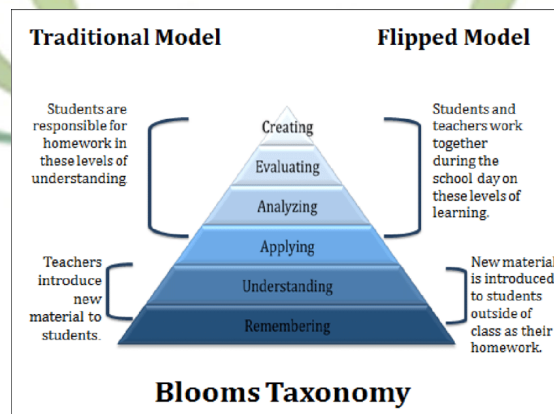 Traditional Model
Flipped Model
Students are
responsible for
homework in
these levels of
understanding
Students and
teachers work
together
during the
school day on
these levels of
learning.
Creating
Evaluating
Analyzing
Applying
Understanding
Remembering
Teachers
introduce
new
material to
students.
New material
is introduced
to students
outside of
class as their
homework.
Blooms Taxonomy